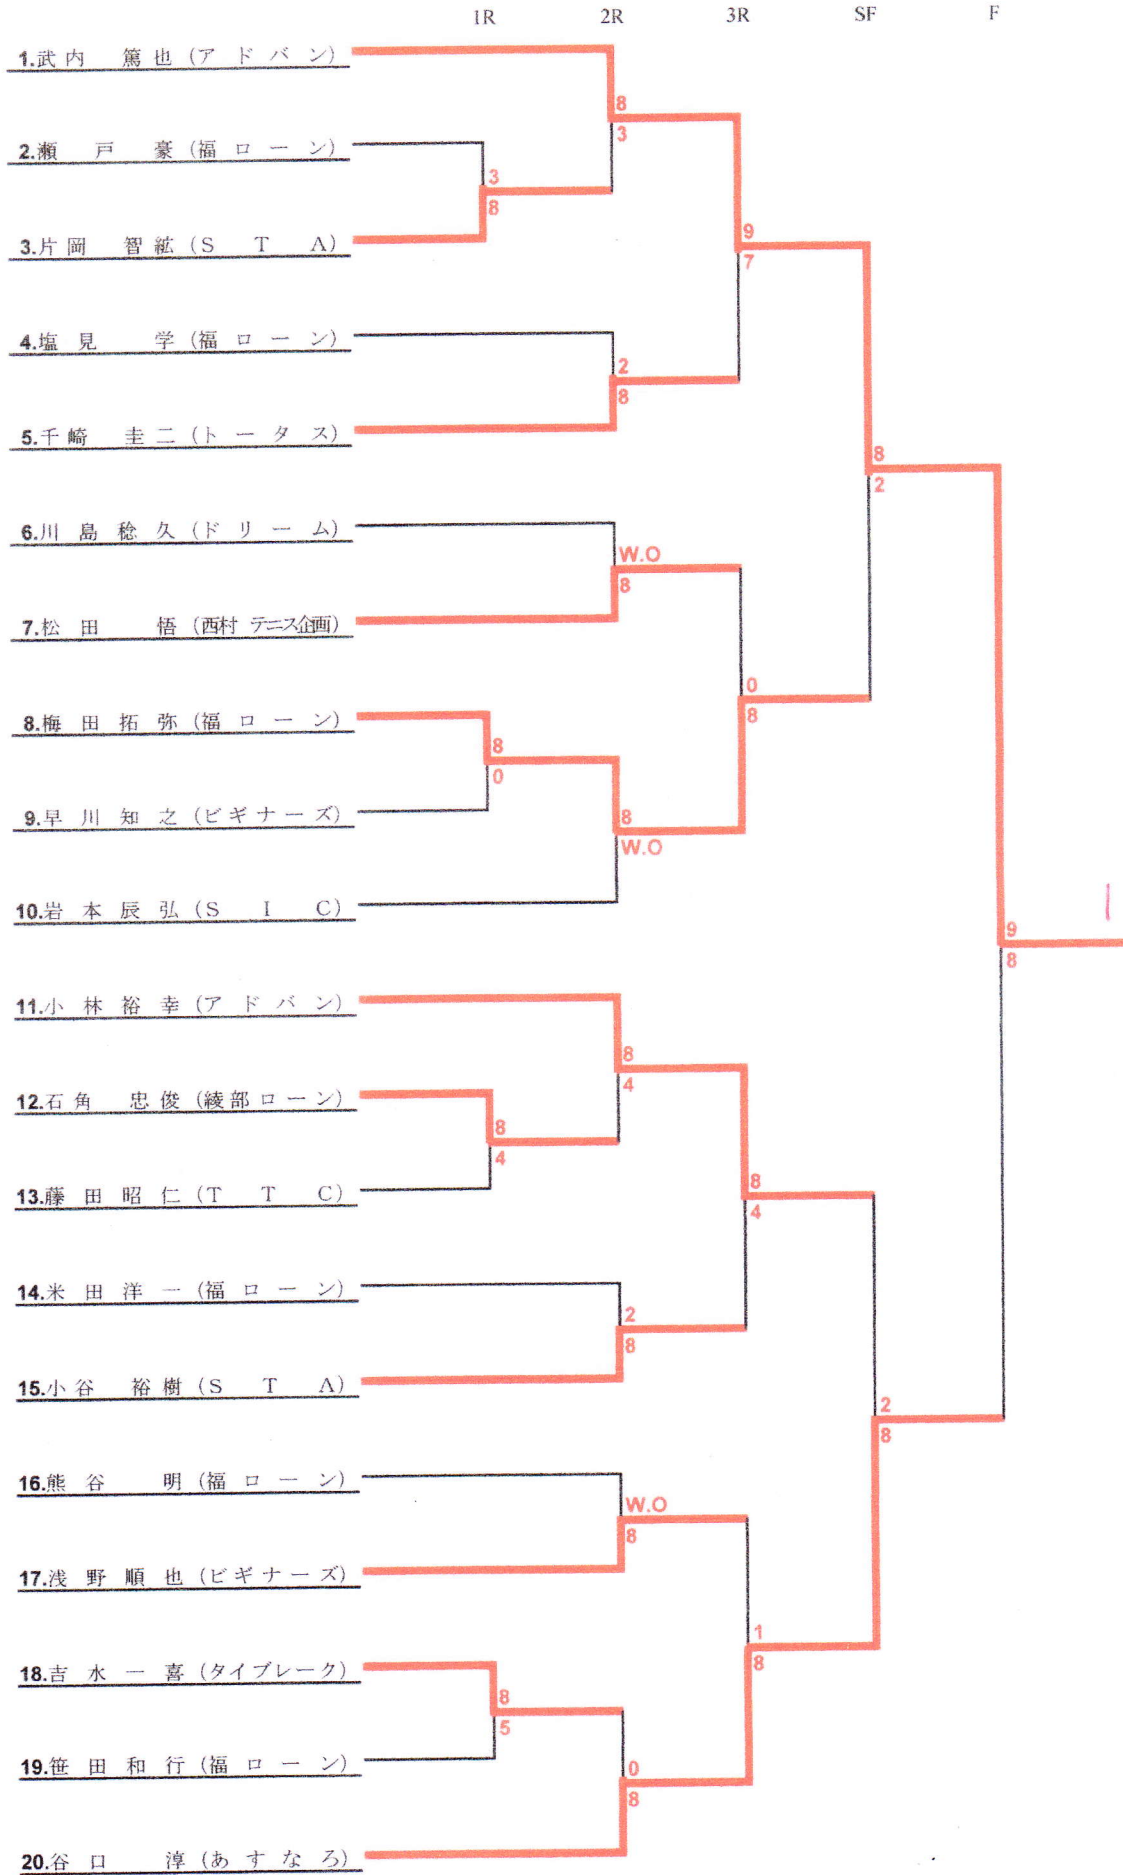 1R 2R 3R SF F
1.武内 篤也(アドバン)
8
3
2.瀬戸 豪(福ローン)
3
8
3.片岡 智紘(STA)
9
7
4.塩見 学(福ローン)
2
8
5.千崎 圭二(トータス)
8
2
6.川島稔久(ドリーム)
W.O
8
7.松田 悟(西村テニス企画)
0
8
8.梅田拓弥(福ローン)
8
0
9.早川知之(ビギナーズ)
8
W.O
10.岩本辰弘(SIC)
9
8
11.小林裕幸(アドバン)
8
4
12.石角 忠俊(綾部ローン)
8
4
13.藤田昭仁(TTC)
8
4
14.米田洋一(福ローン)
2
8
15.小谷 裕樹(STA)
2
8
16.熊谷 明(福ローン)
W.O
8
17.浅野順也(ビギナーズ)
1
8
18.吉水一喜(タイブレーク)
8
5
19.笹田和行(福ローン)
0
8
20.谷口 淳(あすなろ)